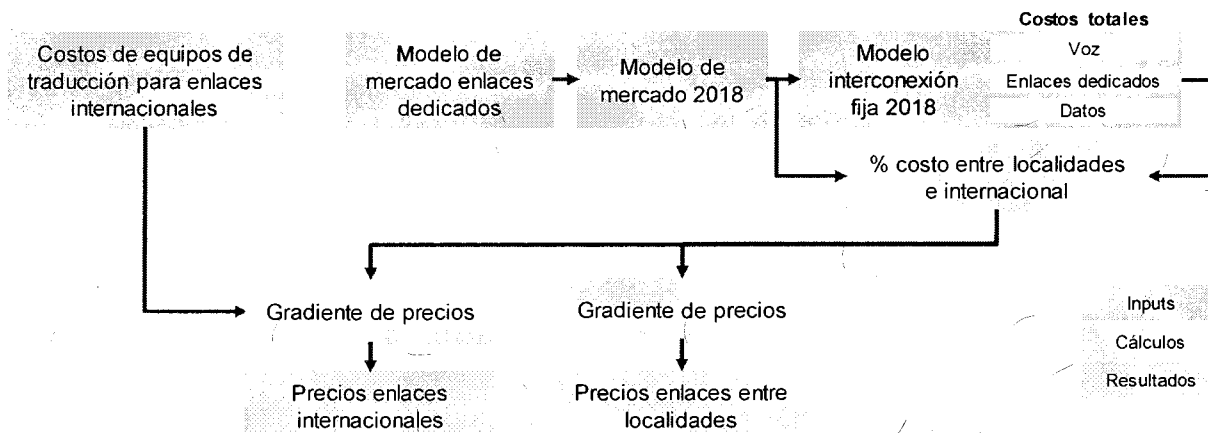 Costos totales
Costos de equipos de
traducción para enlaces
internacionales
Modelo de
mercado enlaces
dedicados
Modelo de
mercado 2018
Modelo
interconexión
fija 2018
Voz
Enlaces dedicados
Datos
% costo entre localidades
e internacional
Gradiente de precios
Gradiente de precios
Precios enlaces
internacionales
Precios enlaces entre
localidades
Inputs
Cálculos
Resultados